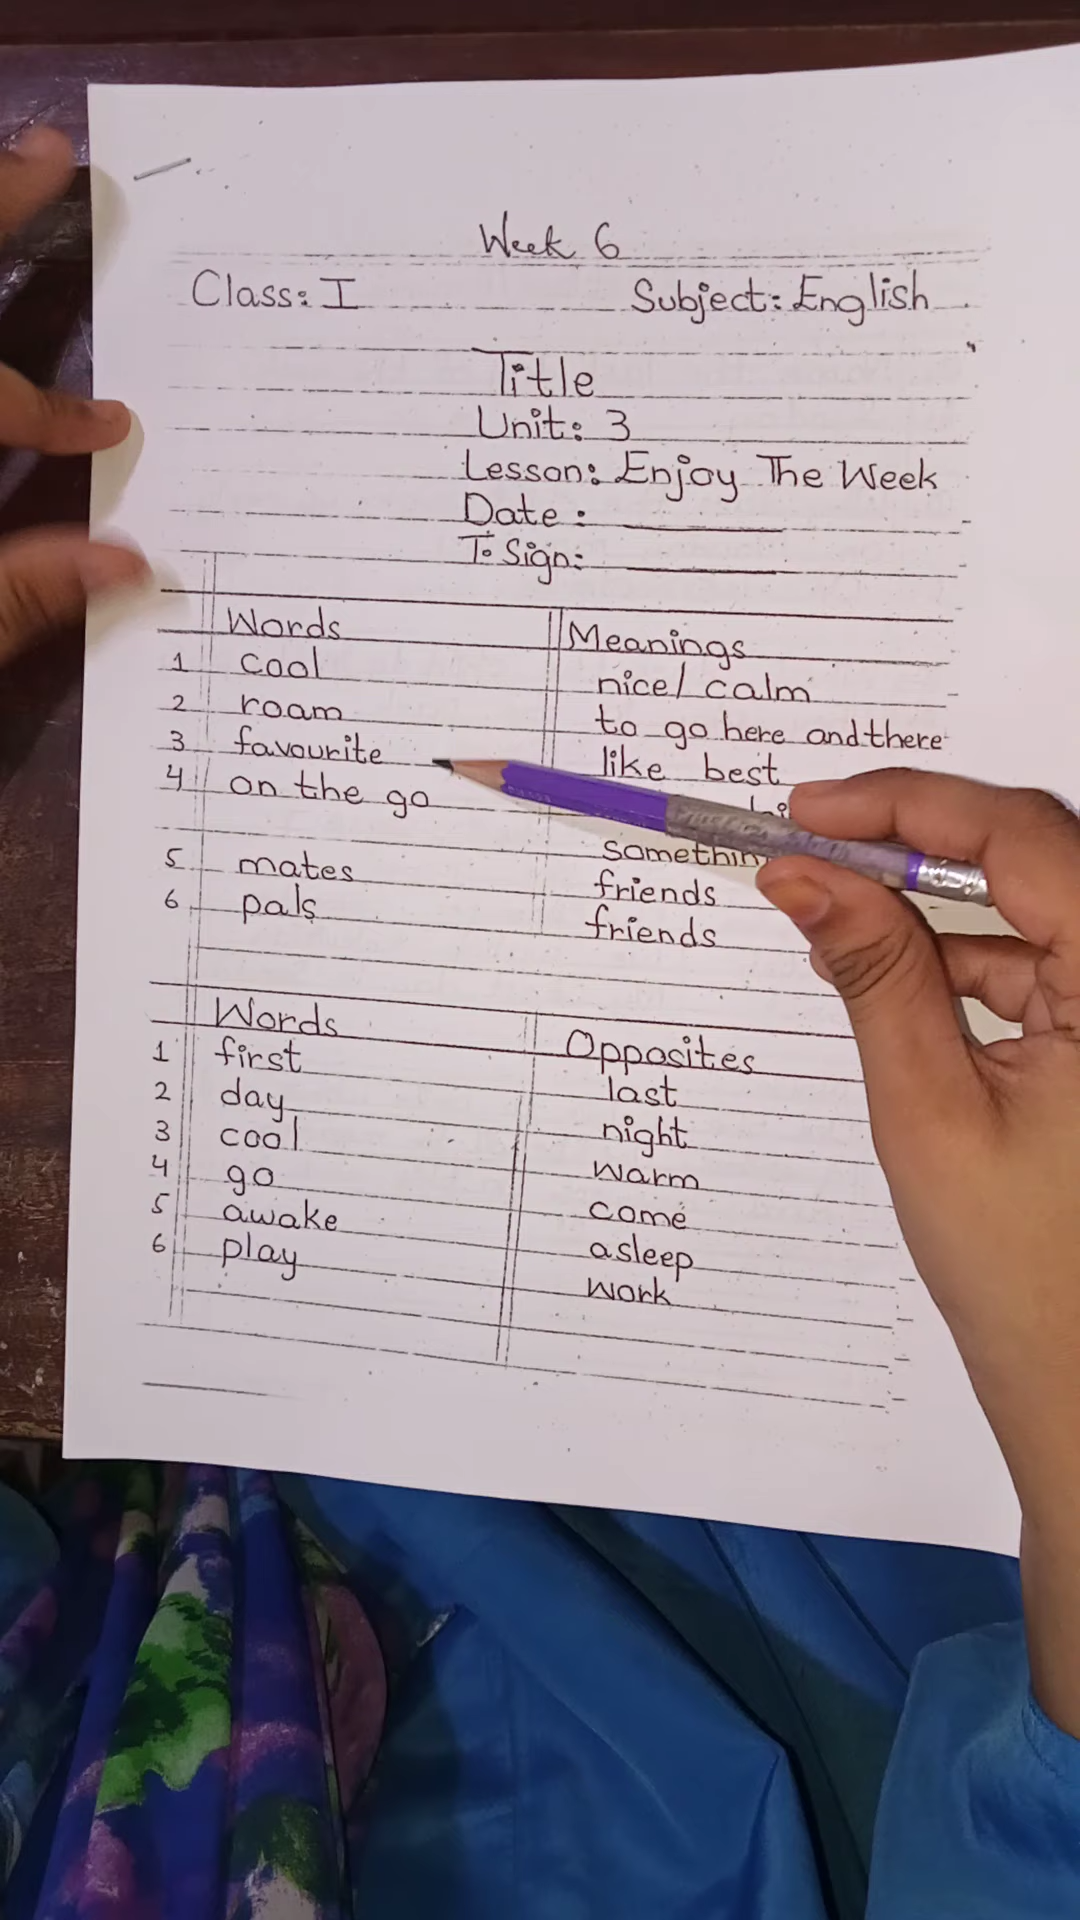 Week 6
Class: I Subject: English
Title
Unit: 3
Lesson: Enjoy The Week
Date:
T. Sign:
Words Meanings
1 cool nice/ calm
2 roam to go here and there
3 favourite like best
4 on the go
5 mates friends
6 pals friends
Words Opposites
1 first last
2 day night
3 cool warm
4 go come
5 awake asleep
6 play work